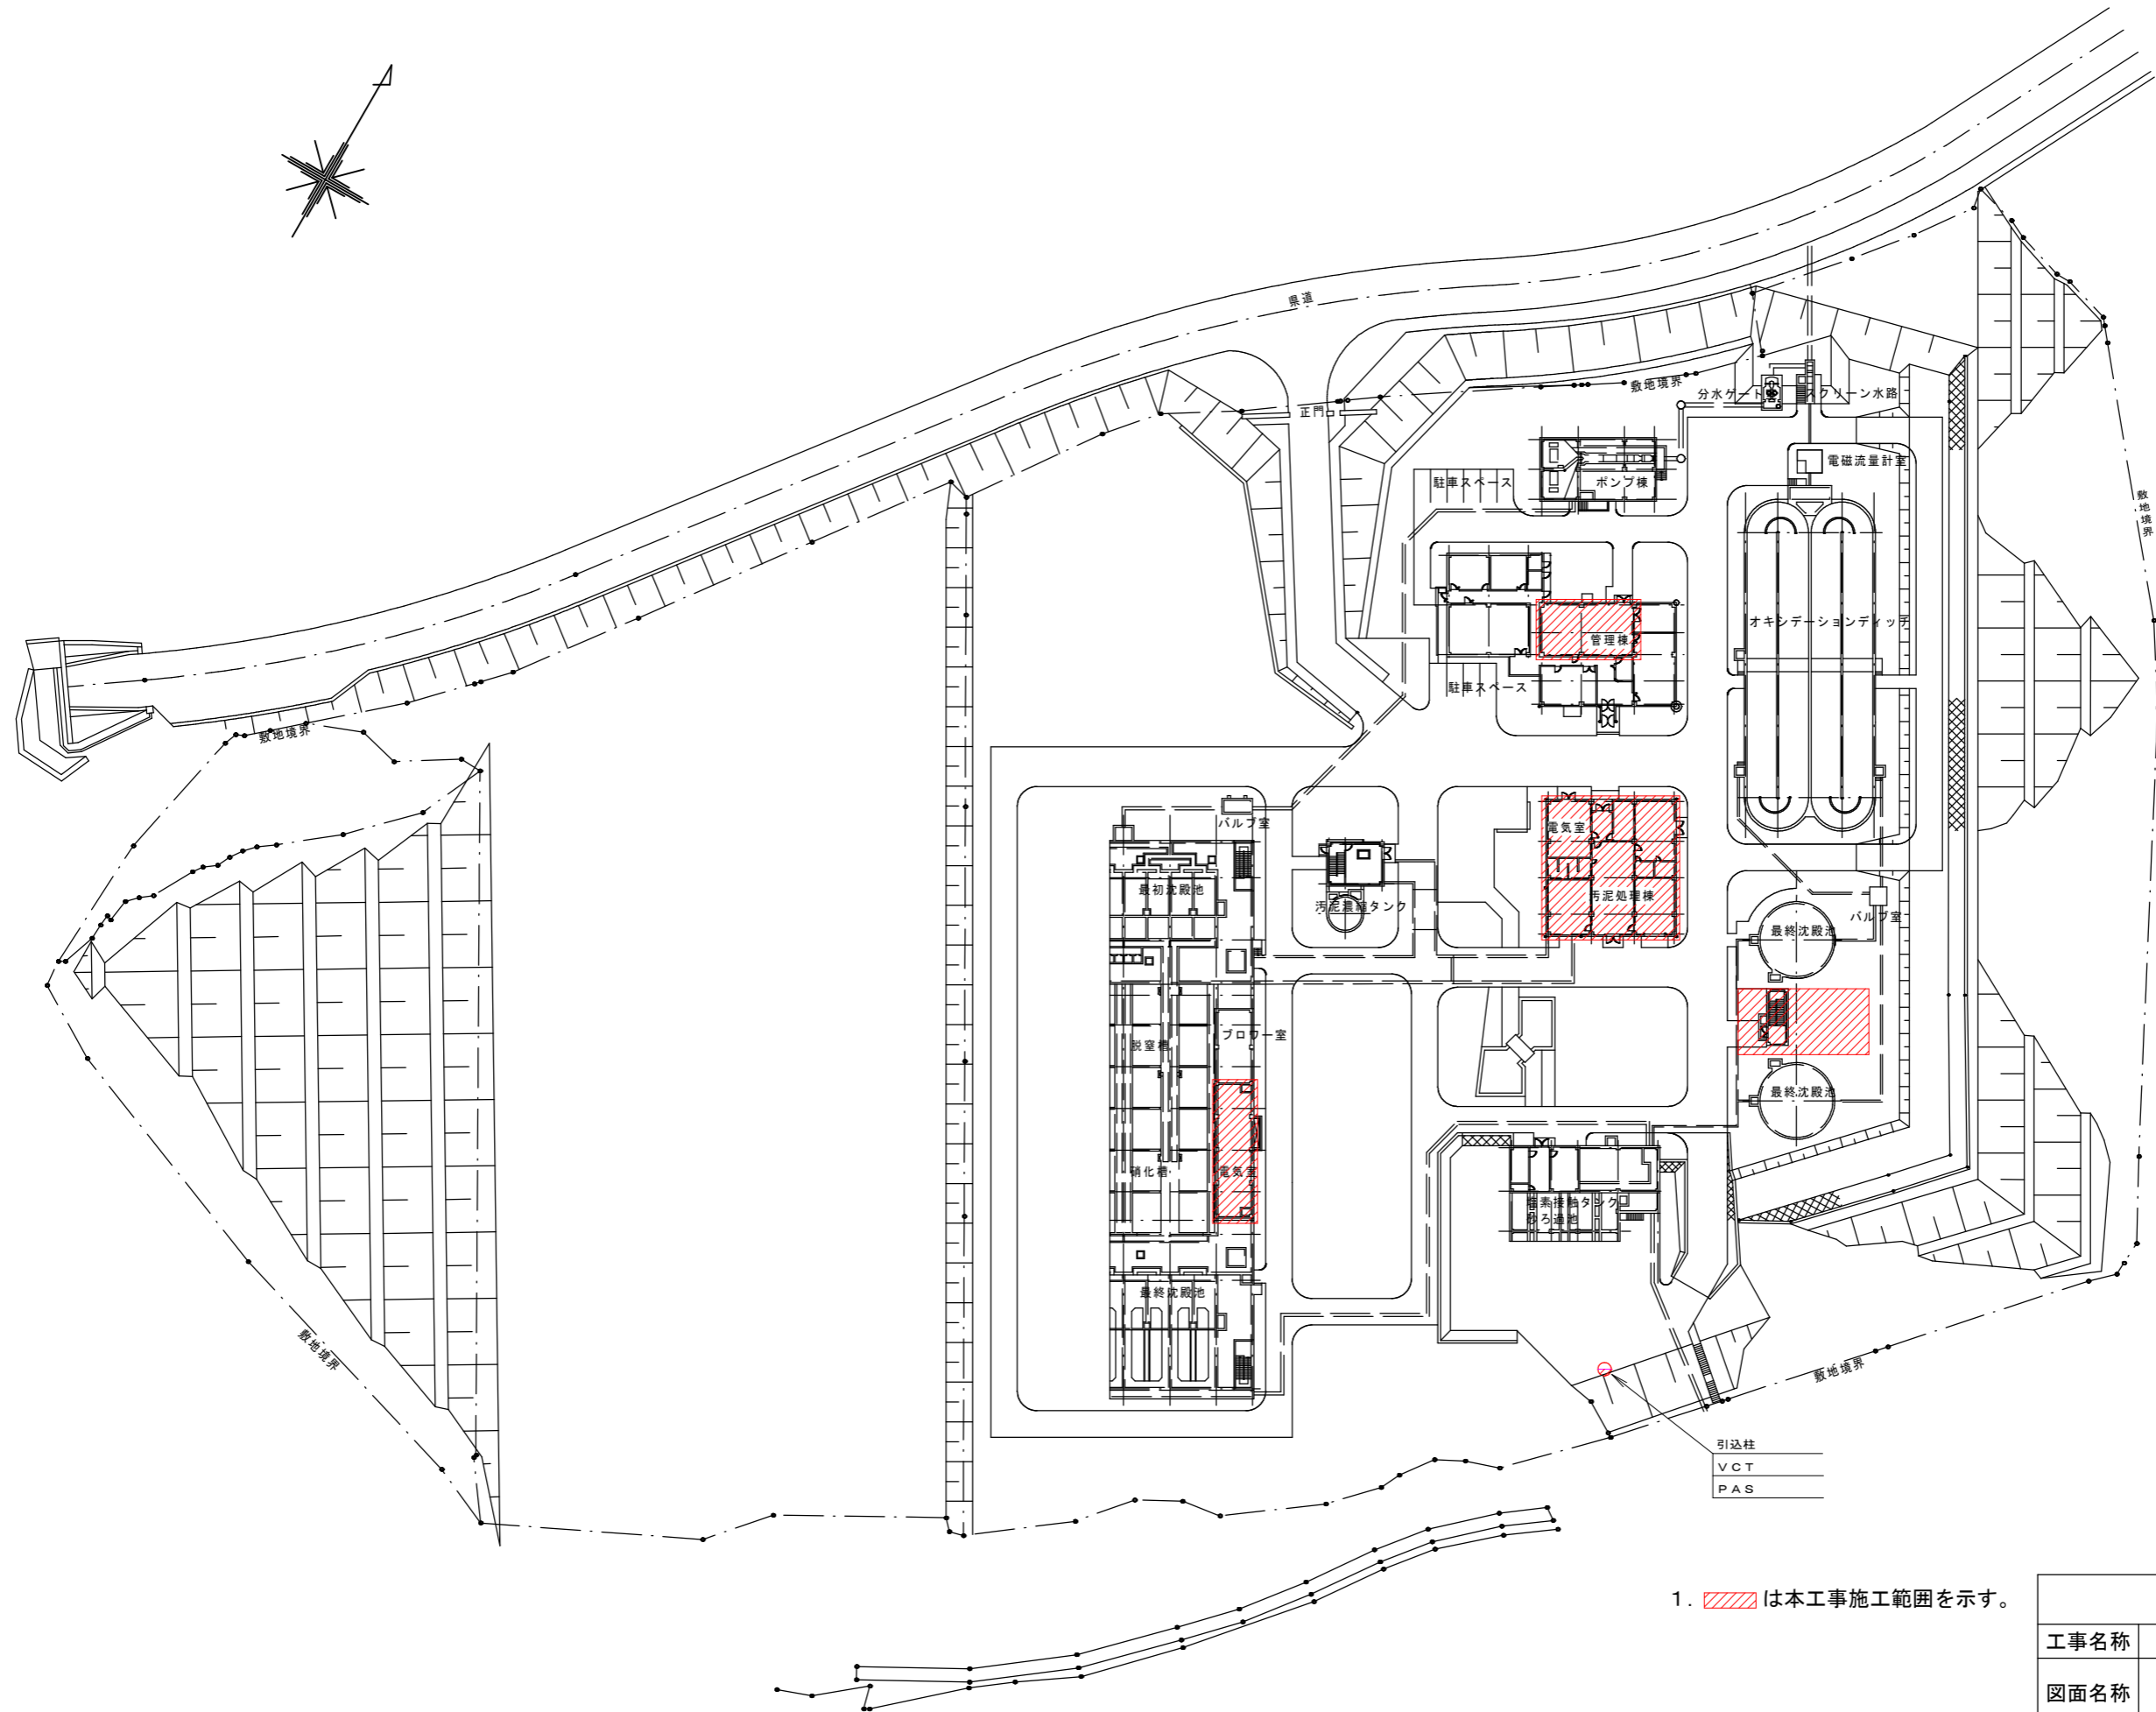 県道
敷地境界
正門
分水ゲート
スクリーン水路
電磁流量計室
駐車スペース
ポンプ棟
敷地境界
オキシデーションディッチ
管理棟
駐車スペース
敷地境界
バルブ室
電気室
最初沈殿池
汚泥濃縮タンク
汚泥処理棟
バルブ室
最終沈殿池
脱窒槽
ブロワー室
最終沈殿池
硝化槽
電気室
塩素接触タンク
砂ろ過池
最終沈殿池
敷地境界
敷地境界
引込柱
VCT
PAS
1. は本工事施工範囲を示す。
工事名称
図面名称